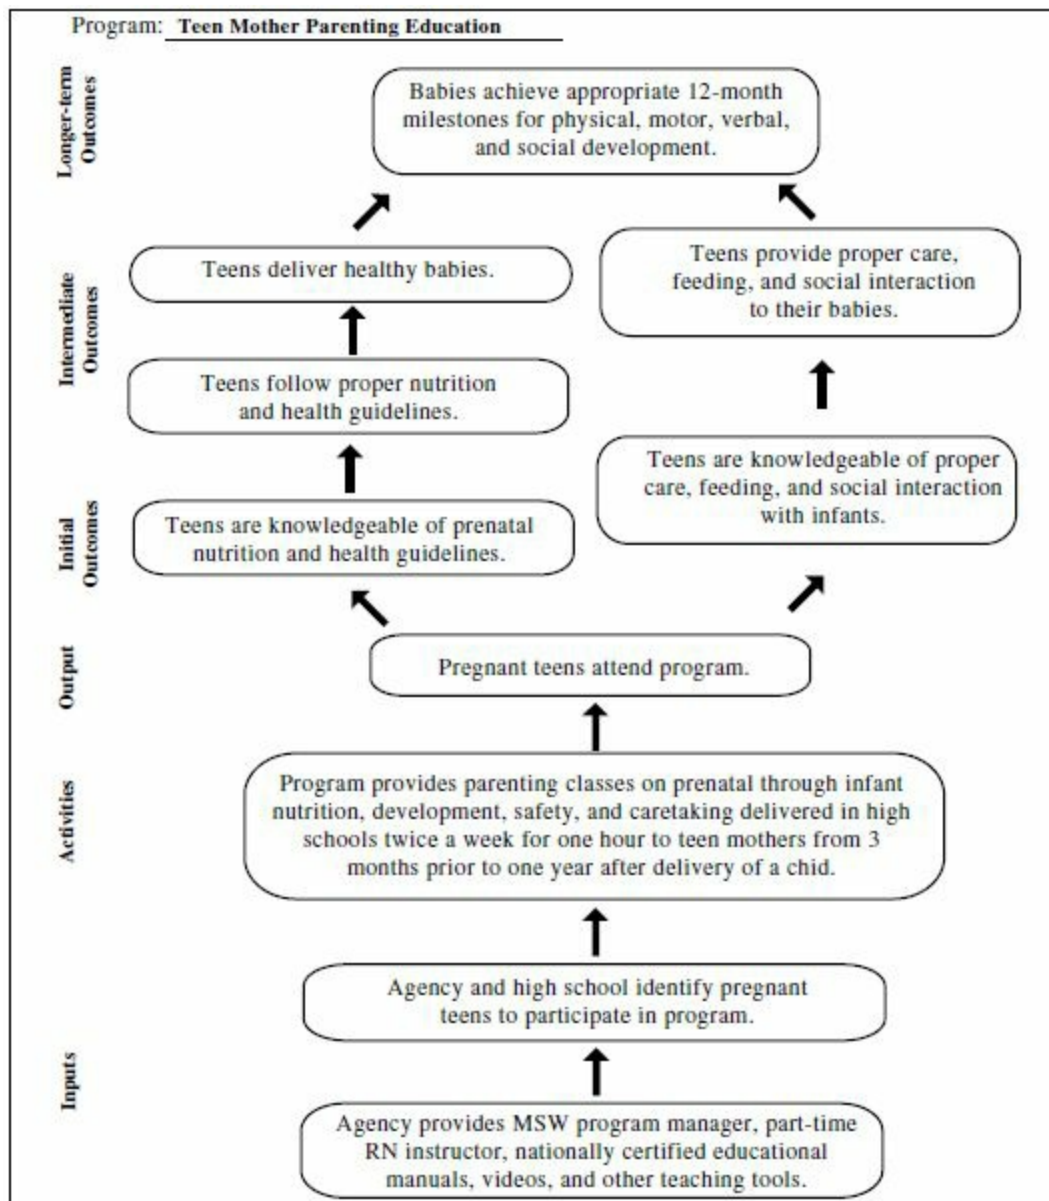 Program: Teen Mother Parenting Education
Longer-term
Outcomes
Babies achieve appropriate 12-month
milestones for physical, motor, verbal,
and social development.
Intermediate
Outcomes
Teens deliver healthy babies.
Teens provide proper care,
feeding, and social interaction
to their babies.
Teens follow proper nutrition
and health guidelines.
Initial
Outcomes
Teens are knowledgeable of proper
care, feeding, and social interaction
with infants.
Teens are knowledgeable of prenatal
nutrition and health guidelines.
Output
Pregnant teens attend program.
Activities
Program provides parenting classes on prenatal through infant
nutrition, development, safety, and caretaking delivered in high
schools twice a week for one hour to teen mothers from 3
months prior to one year after delivery of a chid.
Inputs
Agency and high school identify pregnant
teens to participate in program.
Agency provides MSW program manager, part-time
RN instructor, nationally certified educational
manuals, videos, and other teaching tools.